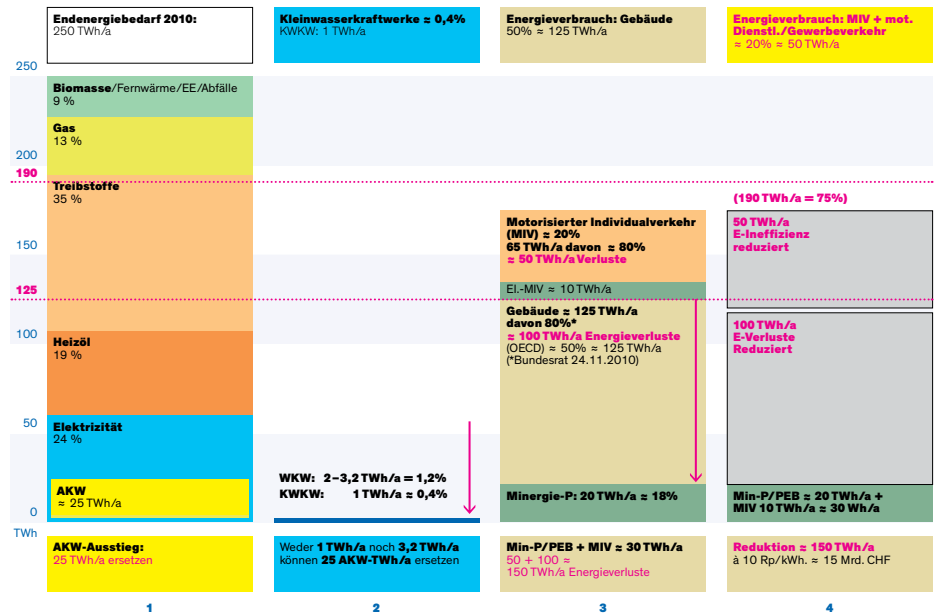 Endenergiebedarf 2010:
250 TWh/a
Kleinwasserkraftwerke ≈ 0,4%
KWKW: 1 TWh/a
Energieverbrauch: Gebäude
50% ≈ 125 TWh/a
Energieverbrauch: MIV + mot.
Dienstl./Gewerbeverkehr
≈ 20% ≈ 50 TWh/a
250
200
190
150
125
100
50
0
TWh
Biomasse/Fernwärme/EE/Abfälle
9 %
Gas
13 %
Treibstoffe
35 %
Heizöl
19 %
Elektrizität
24 %
AKW
≈ 25 TWh/a
WKW: 2–3,2 TWh/a = 1,2%
KWKW: 1 TWh/a ≈ 0,4%
Motorisierter Individualverkehr
(MIV) ≈ 20%
65 TWh/a davon ≈ 80%
≈ 50 TWh/a Verluste
El.-MIV ≈ 10 TWh/a
Gebäude ≈ 125 TWh/a
davon 80%*
≈ 100 TWh/a Energieverluste
(OECD) ≈ 50% ≈ 125 TWh/a
(*Bundesrat 24.11.2010)
Minergie-P: 20 TWh/a ≈ 18%
(190 TWh/a = 75%)
50 TWh/a
E-Ineffizienz
reduziert
100 TWh/a
E-Verluste
Reduziert
Min-P/PEB ≈ 20 TWh/a +
MIV 10 TWh/a ≈ 30 Wh/a
AKW-Ausstieg:
25 TWh/a ersetzen
Weder 1 TWh/a noch 3,2 TWh/a
können 25 AKW-TWh/a ersetzen
Min-P/PEB + MIV ≈ 30 TWh/a
50 + 100 ≈
150 TWh/a Energieverluste
Reduktion ≈ 150 TWh/a
à 10 Rp/kWh. ≈ 15 Mrd. CHF
1
2
3
4